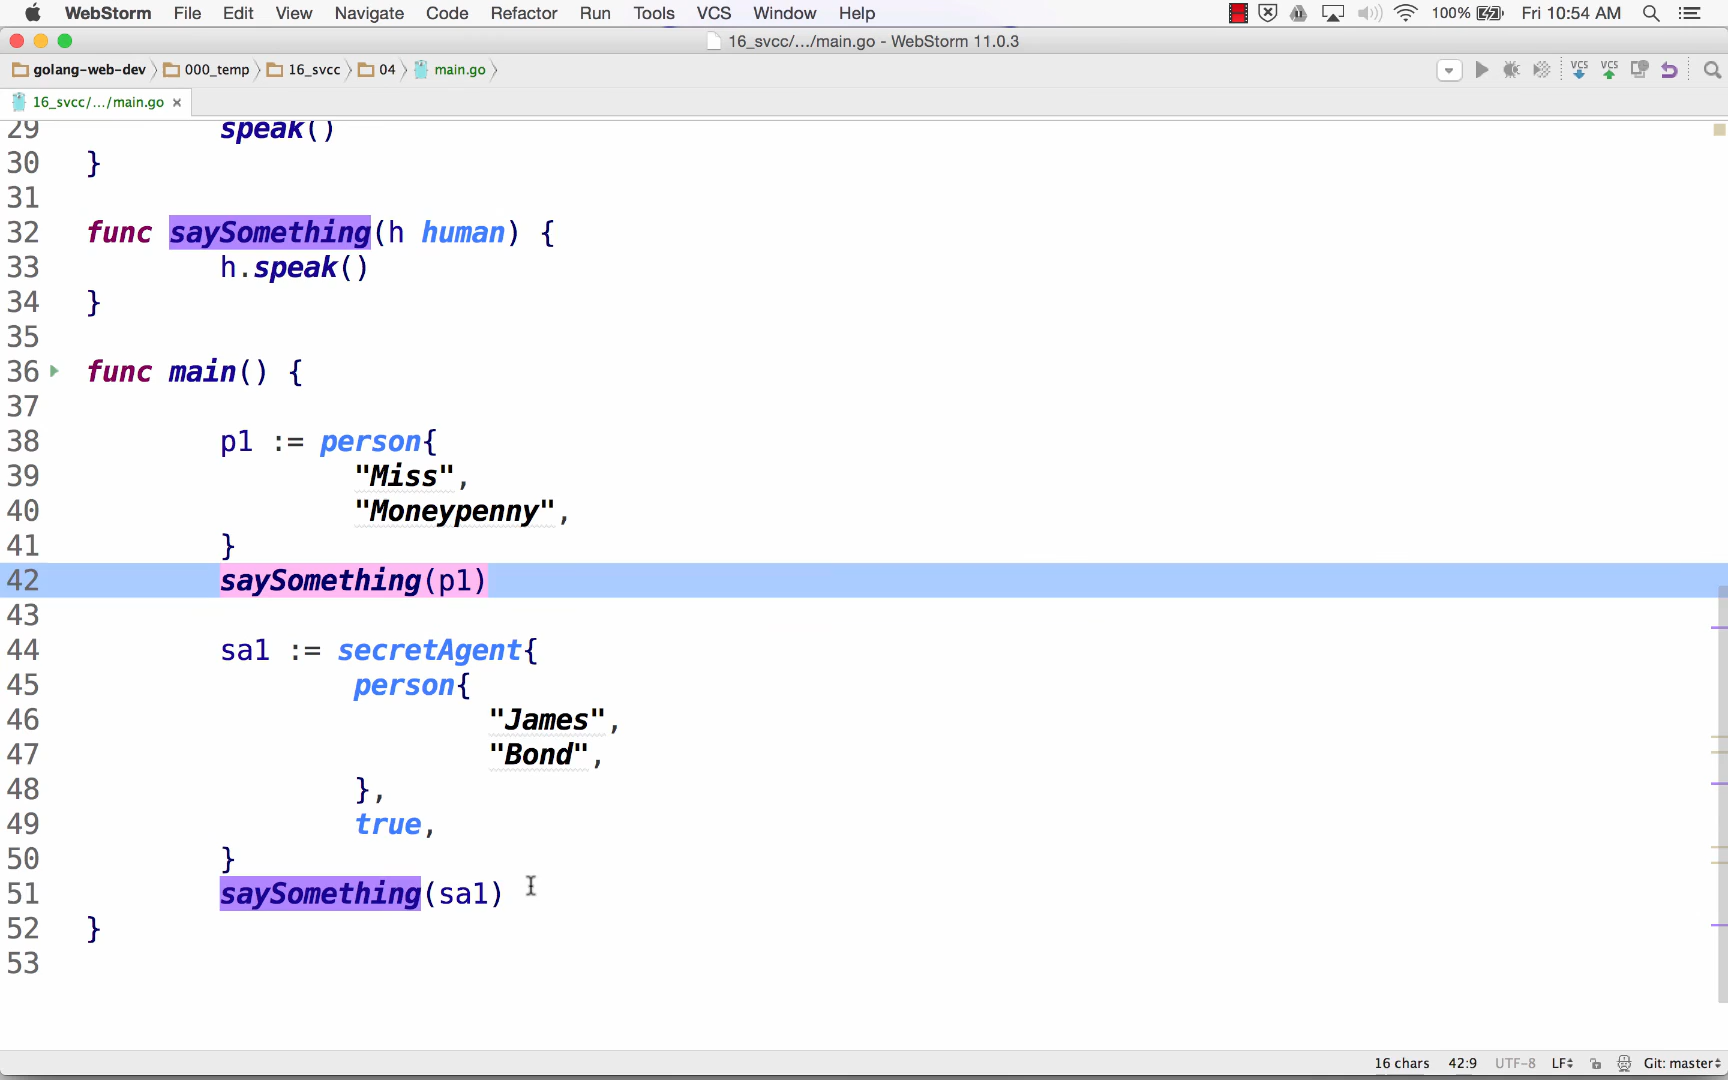 WebStorm File Edit View Navigate Code Refactor Run Tools VCS Window Help 100% Fri 10:54 AM
16_svcc/.../main.go - WebStorm 11.0.3
golang-web-dev 000_temp 16_svcc 04 main.go VCS VCS
16_svcc/.../main.go
29 speak()
30 }
31
32 func saySomething(h human) {
33 h.speak()
34 }
35
36 func main() {
37
38 p1 := person{
39 "Miss",
40 "Moneypenny",
41 }
42 saySomething(p1)
43
44 sa1 := secretAgent{
45 person{
46 "James",
47 "Bond",
48 },
49 true,
50 }
51 saySomething(sa1)
52 }
53
16 chars 42:9 UTF-8 LF Git: master